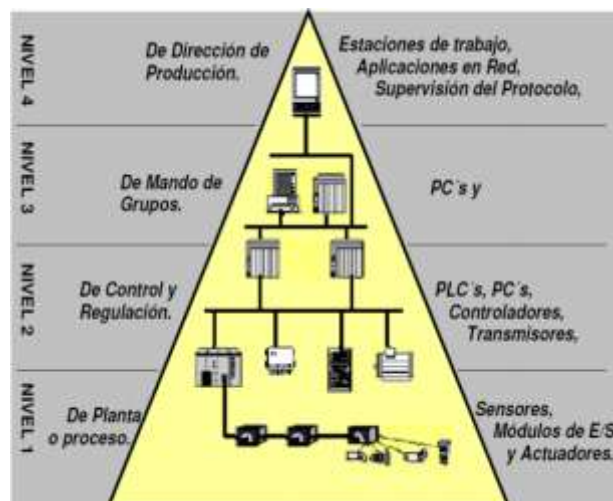 NIVEL 4
De Dirección de
Producción.
Estaciones de trabajo,
Aplicaciones en Red,
Supervisión del Protocolo,
NIVEL 3
De Mando de
Grupos.
PC´s y
NIVEL 2
De Control y
Regulación.
PLC´s, PC´s,
Controladores,
Transmisores,
NIVEL 1
De Planta
o proceso.
Sensores,
Módulos de E/S
y Actuadores.